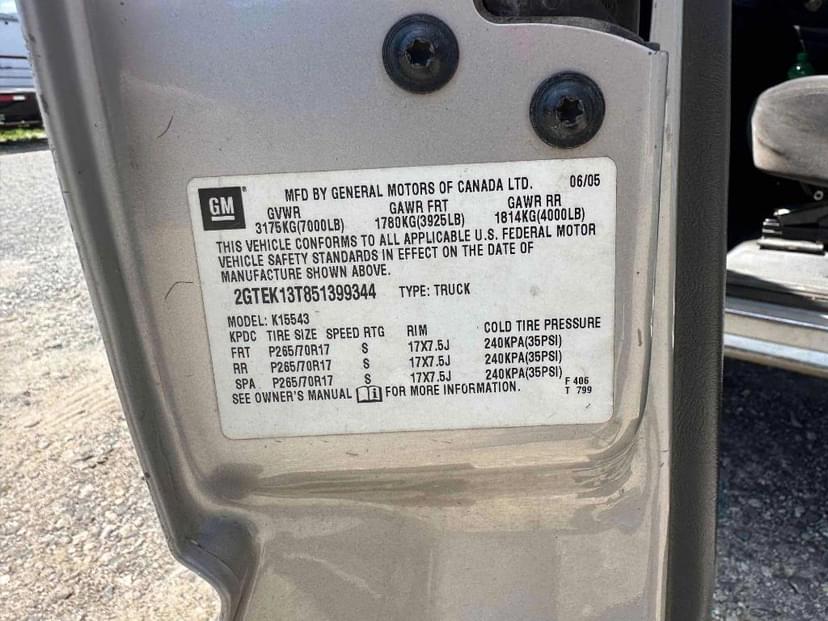 GM
MFD BY GENERAL MOTORS OF CANADA LTD. 06/05
GVWR GAWR FRT GAWR RR
3175KG(7000LB) 1780KG(3925LB) 1814KG(4000LB)
THIS VEHICLE CONFORMS TO ALL APPLICABLE U.S. FEDERAL MOTOR
VEHICLE SAFETY STANDARDS IN EFFECT ON THE DATE OF
MANUFACTURE SHOWN ABOVE.
2GTEK13T851399344 TYPE: TRUCK
MODEL: K15543
KPDC TIRE SIZE SPEED RTG RIM COLD TIRE PRESSURE
FRT P265/70R17 S 17X7.5J 240KPA(35PSI)
RR P265/70R17 S 17X7.5J 240KPA(35PSI)
SPA P265/70R17 S 17X7.5J 240KPA(35PSI)
SEE OWNER'S MANUAL i FOR MORE INFORMATION.
F 406
T 799